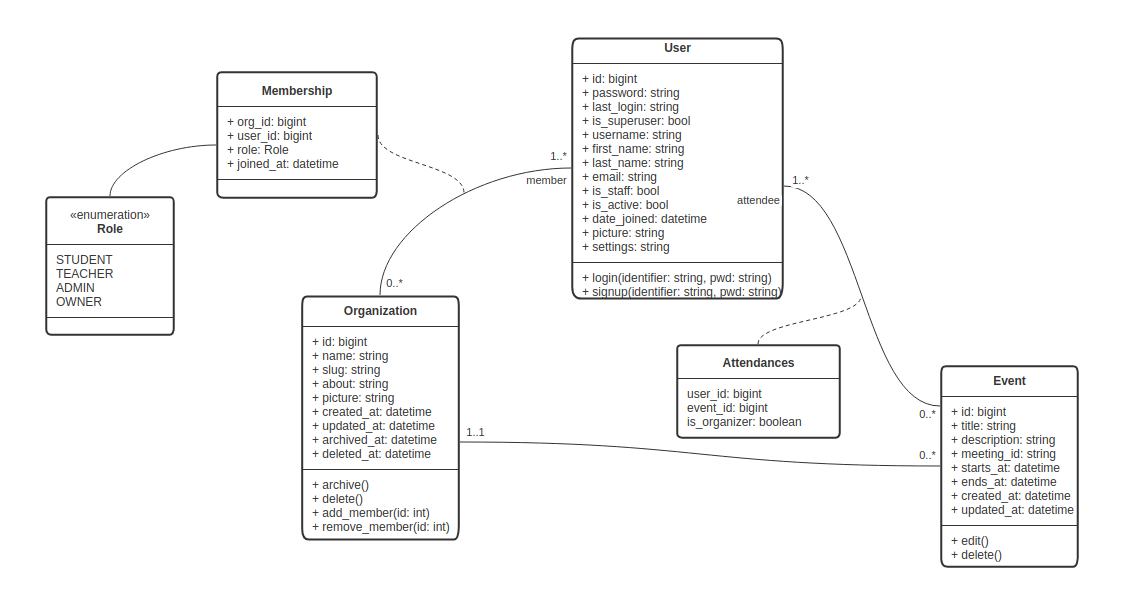 User
+ id: bigint
+ password: string
+ last_login: string
+ is_superuser: bool
+ username: string
+ first_name: string
+ last_name: string
+ email: string
+ is_staff: bool
+ is_active: bool
+ date_joined: datetime
+ picture: string
+ settings: string
+ login(identifier: string, pwd: string)
+ signup(identifier: string, pwd: string)
Membership
+ org_id: bigint
+ user_id: bigint
+ role: Role
+ joined_at: datetime
1..*
member
1..*
attendee
«enumeration»
Role
STUDENT
TEACHER
ADMIN
OWNER
0..*
Organization
+ id: bigint
+ name: string
+ slug: string
+ about: string
+ picture: string
+ created_at: datetime
+ updated_at: datetime
+ archived_at: datetime
+ deleted_at: datetime
+ archive()
+ delete()
+ add_member(id: int)
+ remove_member(id: int)
1..1
Attendances
user_id: bigint
event_id: bigint
is_organizer: boolean
0..*
0..*
Event
+ id: bigint
+ title: string
+ description: string
+ meeting_id: string
+ starts_at: datetime
+ ends_at: datetime
+ created_at: datetime
+ updated_at: datetime
+ edit()
+ delete()